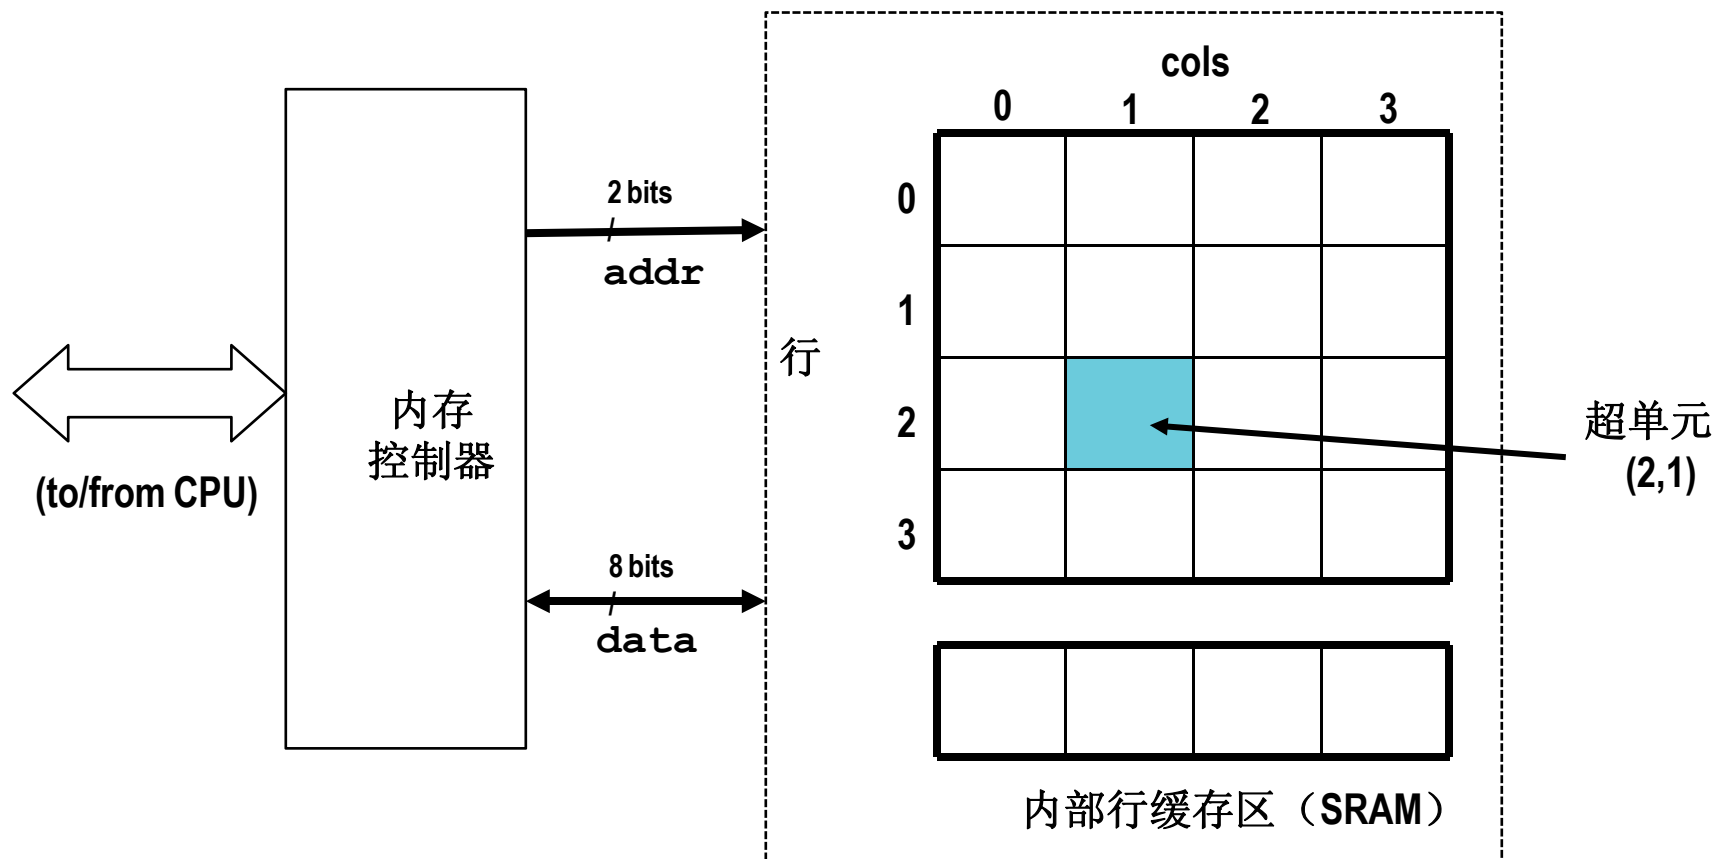 cols
0 1 2 3
2 bits
addr
0
1
行
内存
控制器
2
超单元
(2,1)
(to/from CPU)
3
8 bits
data
内部行缓存区（SRAM）